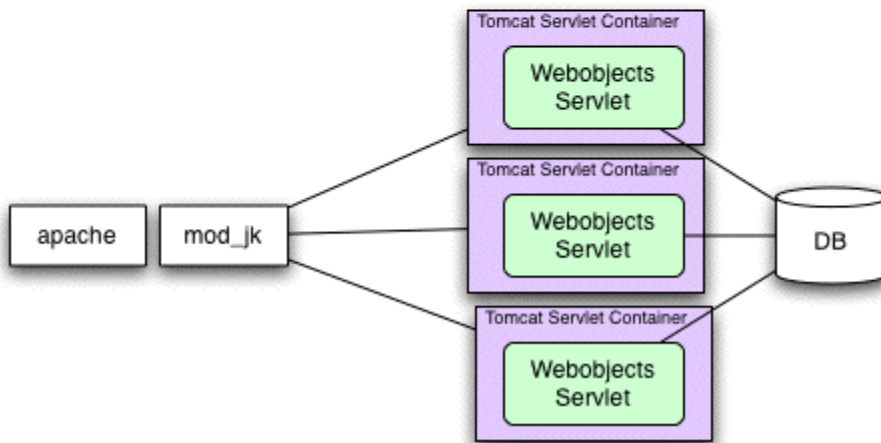 Tomcat Servlet Container
Webobjects
Servlet
apache
mod_jk
Tomcat Servlet Container
Webobjects
Servlet
DB
Tomcat Servlet Container
Webobjects
Servlet